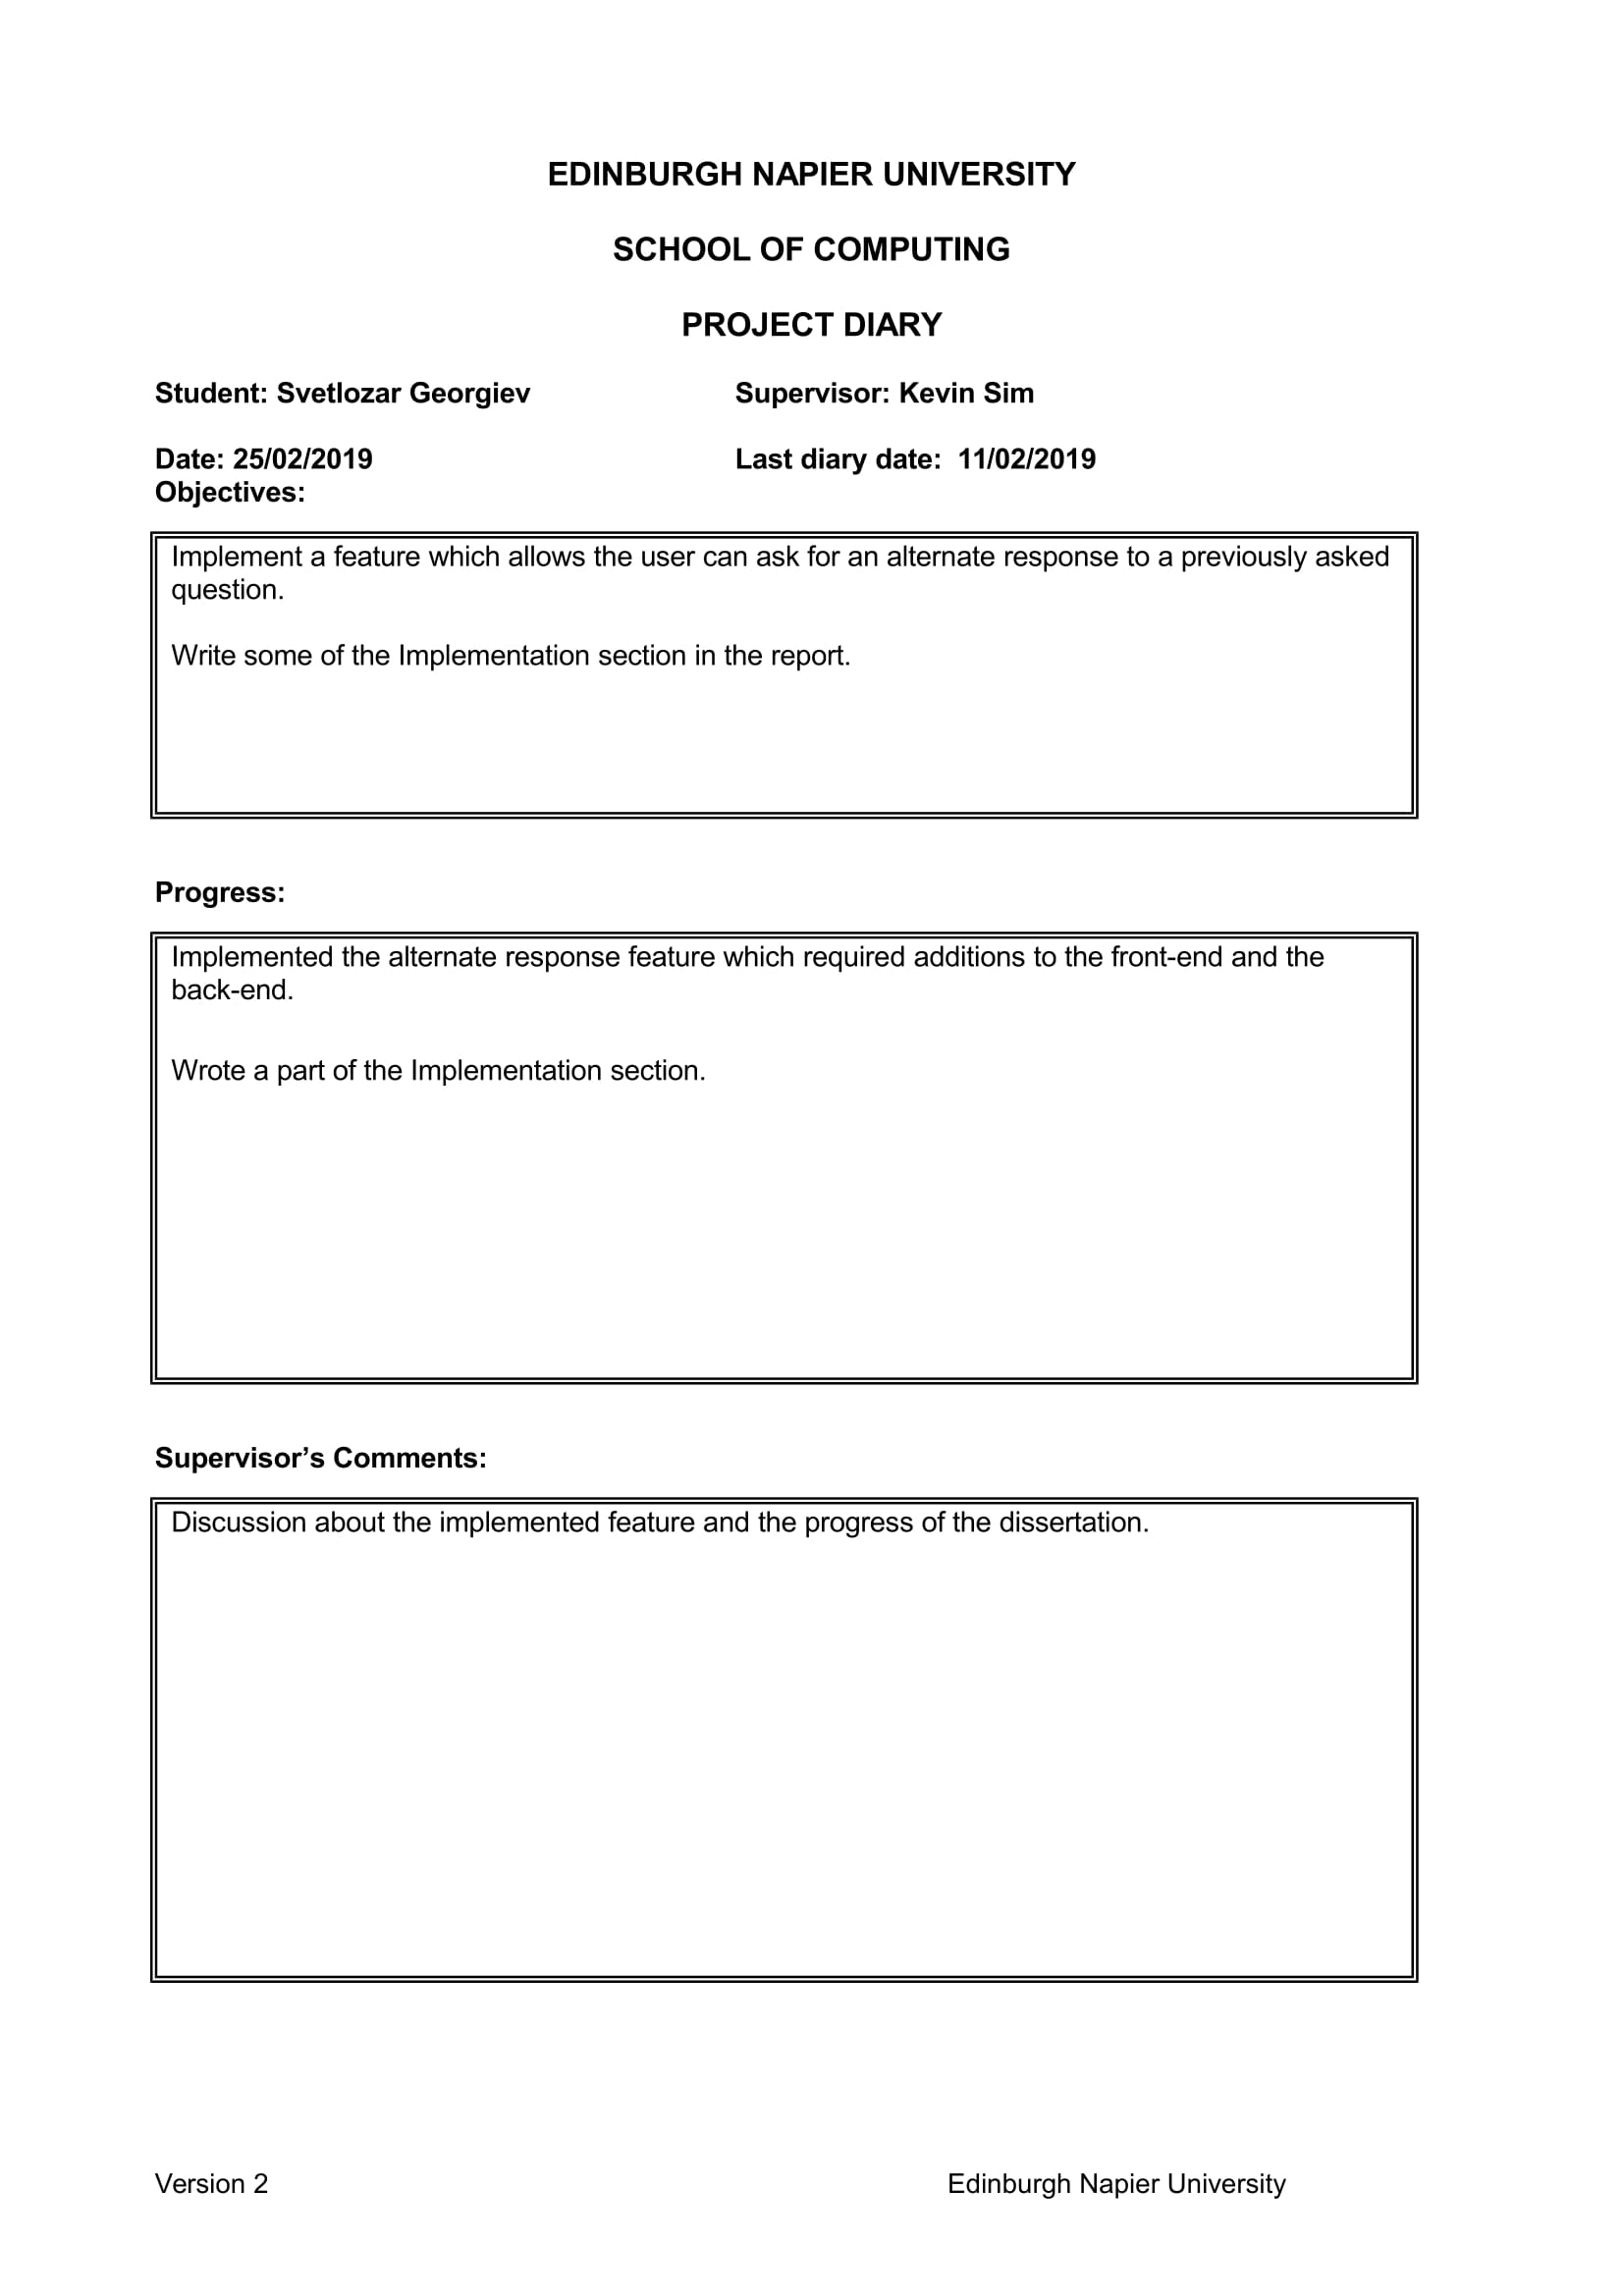 EDINBURGH NAPIER UNIVERSITY
SCHOOL OF COMPUTING
PROJECT DIARY
Student: Svetlozar Georgiev Supervisor: Kevin Sim
Date: 25/02/2019 Last diary date: 11/02/2019
Objectives:
Implement a feature which allows the user can ask for an alternate response to a previously asked
question.
Write some of the Implementation section in the report.
Progress:
Implemented the alternate response feature which required additions to the front-end and the
back-end.
Wrote a part of the Implementation section.
Supervisor’s Comments:
Discussion about the implemented feature and the progress of the dissertation.
Version 2 Edinburgh Napier University